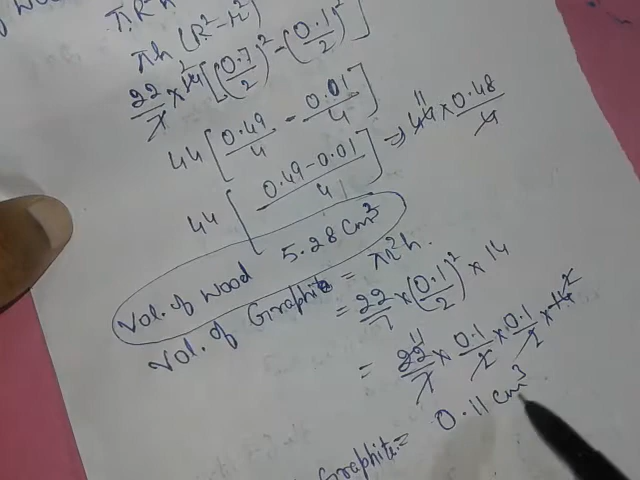 πR²h
πh(R²-r²)
22/7 × 14[(0.7/2)² - (0.1/2)²]
44[0.49/4 - 0.01/4]
44[0.49-0.01/4] ⇒ 44 11 × 0.48/4
Vol. of Wood 5.28 cm³
Vol. of Graphite = πr²h.
= 22/7 × (0.1/2)² × 14
= 22 11/7 × 0.1/2 × 0.1/2 × 14 2
Graphite = 0.11 cm³